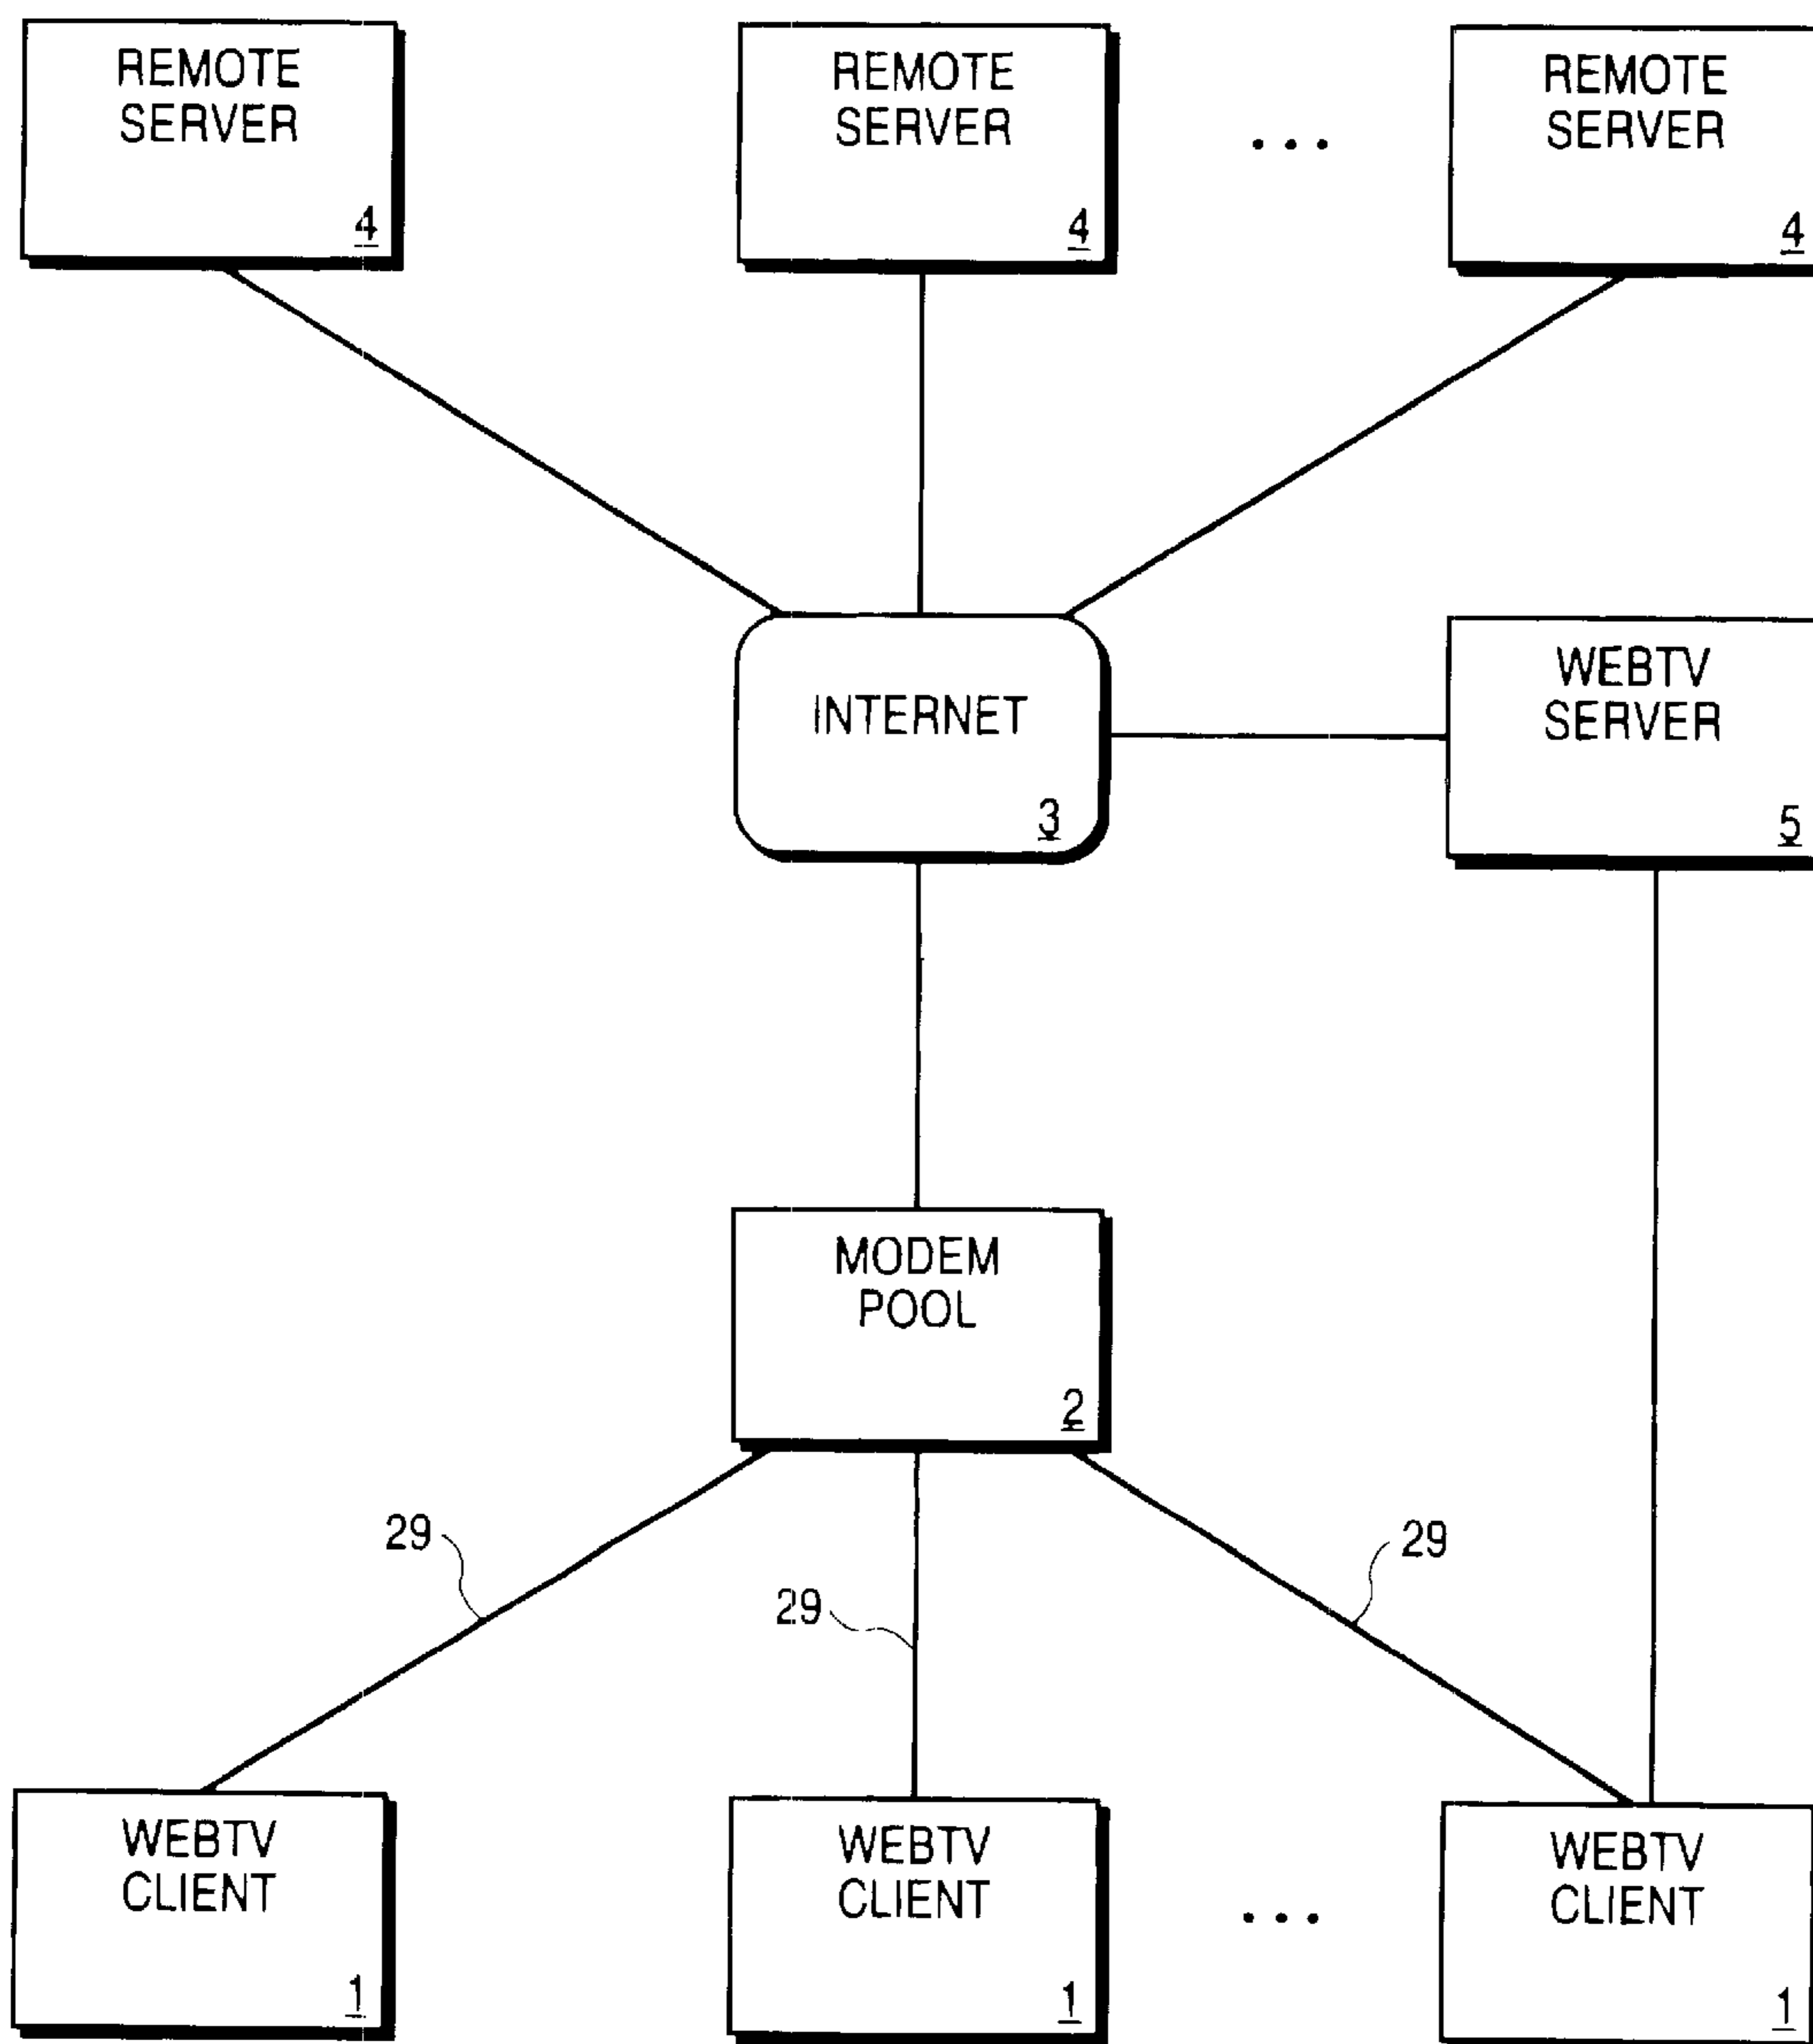 REMOTE
SERVER
4
REMOTE
SERVER
4
...
REMOTE
SERVER
4
INTERNET
3
WEBTV
SERVER
5
MODEM
POOL
2
29
29
29
WEBTV
CLIENT
1
WEBTV
CLIENT
1
...
WEBTV
CLIENT
1